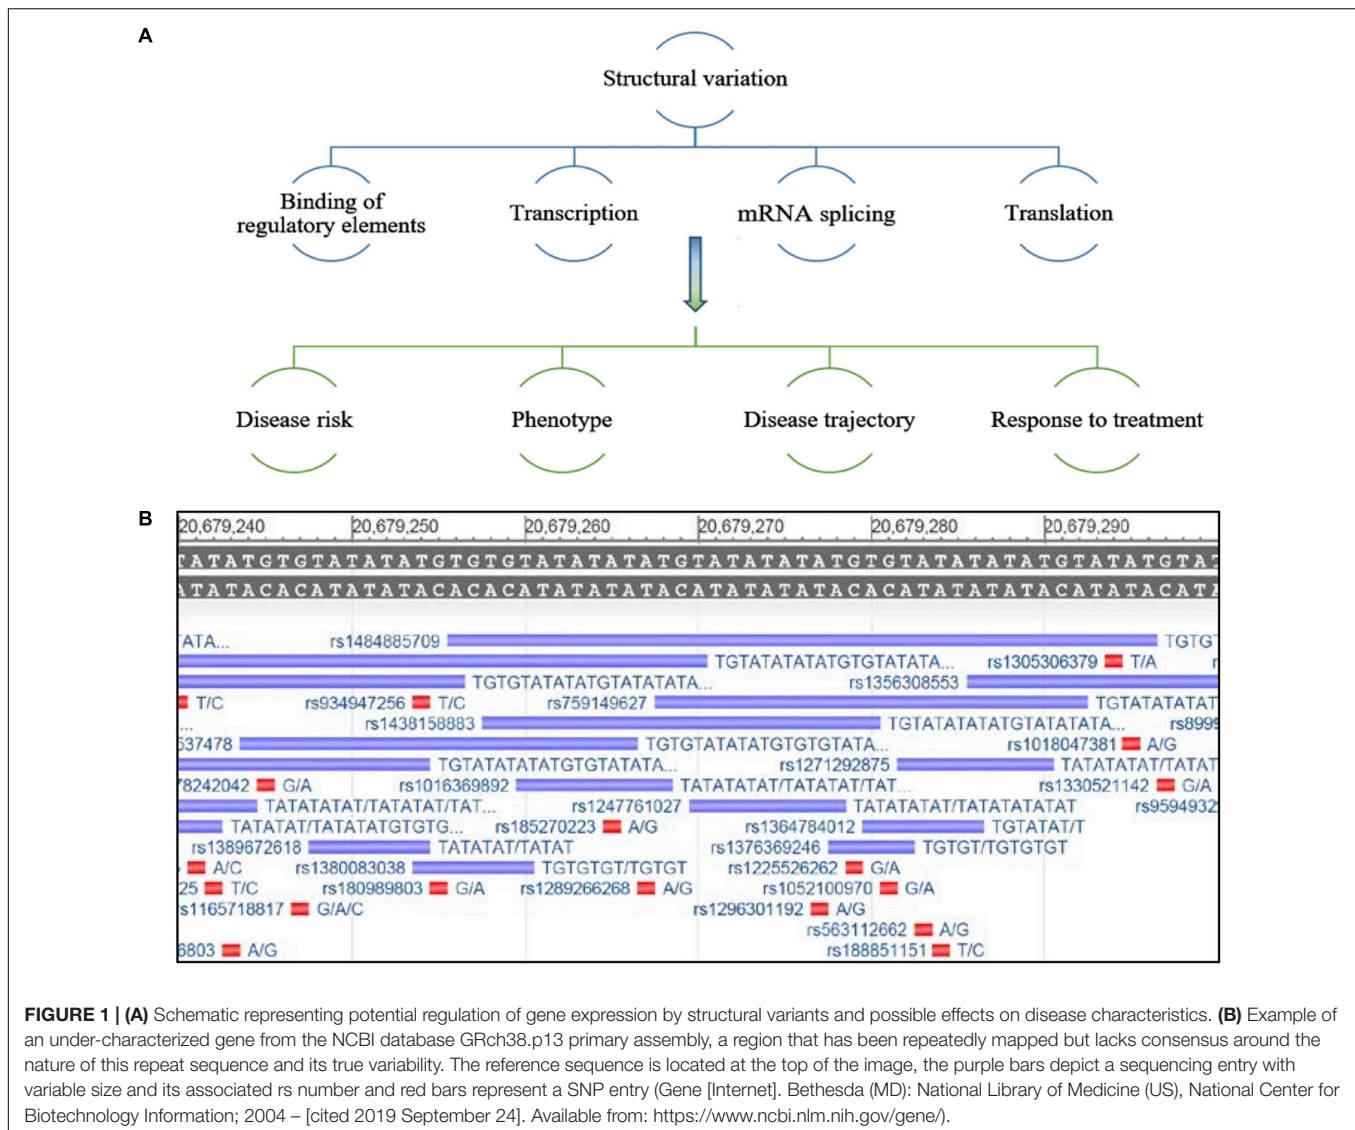 A
Structural variation
Binding of
regulatory elements
Transcription
mRNA splicing
Translation
Disease risk
Phenotype
Disease trajectory
Response to treatment
B
20,679,240 20,679,250 20,679,260 20,679,270 20,679,280 20,679,290
TATATGTGTATATATGTGTGTATATATATGTATATATATGTATATATATGTATATGTAT
ATATACACATATATACACACATATATATACATATATATACATATATATACATATACATA
TATA... rs1484885709 TGTGT
TGTATATATATGTGTATATA... rs1305306379 T/A r
TGTGTATATATGTATATATA... rs1356308553
T/C rs934947256 T/C rs759149627 TGTATATATAT
... rs1438158883 TGTATATATATGTATATATA... rs8999
537478 TGTGTATATATGTGTGTATA... rs1018047381 A/G
TGTATATATATGTGTATATA... rs1271292875 TATATATAT/TATAT
78242042 G/A rs1016369892 TATATATAT/TATATAT/TAT... rs1330521142 G/A
TATATATAT/TATATAT/TAT... rs1247761027 TATATATAT/TATATATATAT rs9594932
TATATAT/TATATATGTGTG... rs185270223 A/G rs1364784012 TGTATAT/T
rs1389672618 TATATAT/TATAT rs1376369246 TGTGT/TGTGTGT
A/C rs1380083038 TGTGTGT/TGTGT rs1225526262 G/A
25 T/C rs180989803 G/A rs1289266268 A/G rs1052100970 G/A
rs1165718817 G/A/C rs1296301192 A/G
rs563112662 A/G
6803 A/G rs188851151 T/C
FIGURE 1 | (A) Schematic representing potential regulation of gene expression by structural variants and possible effects on disease characteristics. (B) Example of
an under-characterized gene from the NCBI database GRch38.p13 primary assembly, a region that has been repeatedly mapped but lacks consensus around the
nature of this repeat sequence and its true variability. The reference sequence is located at the top of the image, the purple bars depict a sequencing entry with
variable size and its associated rs number and red bars represent a SNP entry (Gene [Internet]. Bethesda (MD): National Library of Medicine (US), National Center for
Biotechnology Information; 2004 – [cited 2019 September 24]. Available from: https://www.ncbi.nlm.nih.gov/gene/).